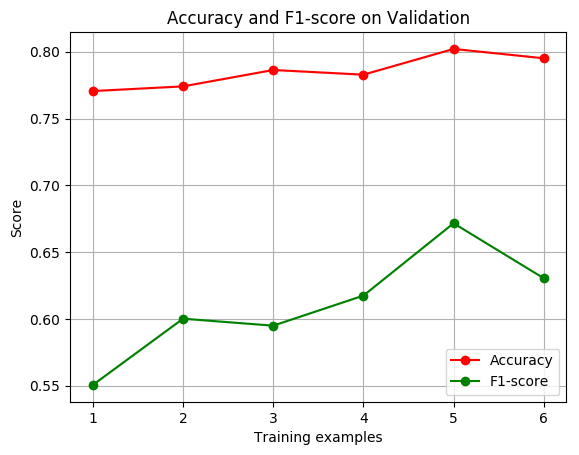 Accuracy and F1-score on Validation
0.80
0.75
0.70
0.65
0.60
0.55
Score
Accuracy
F1-score
1 2 3 4 5 6
Training examples